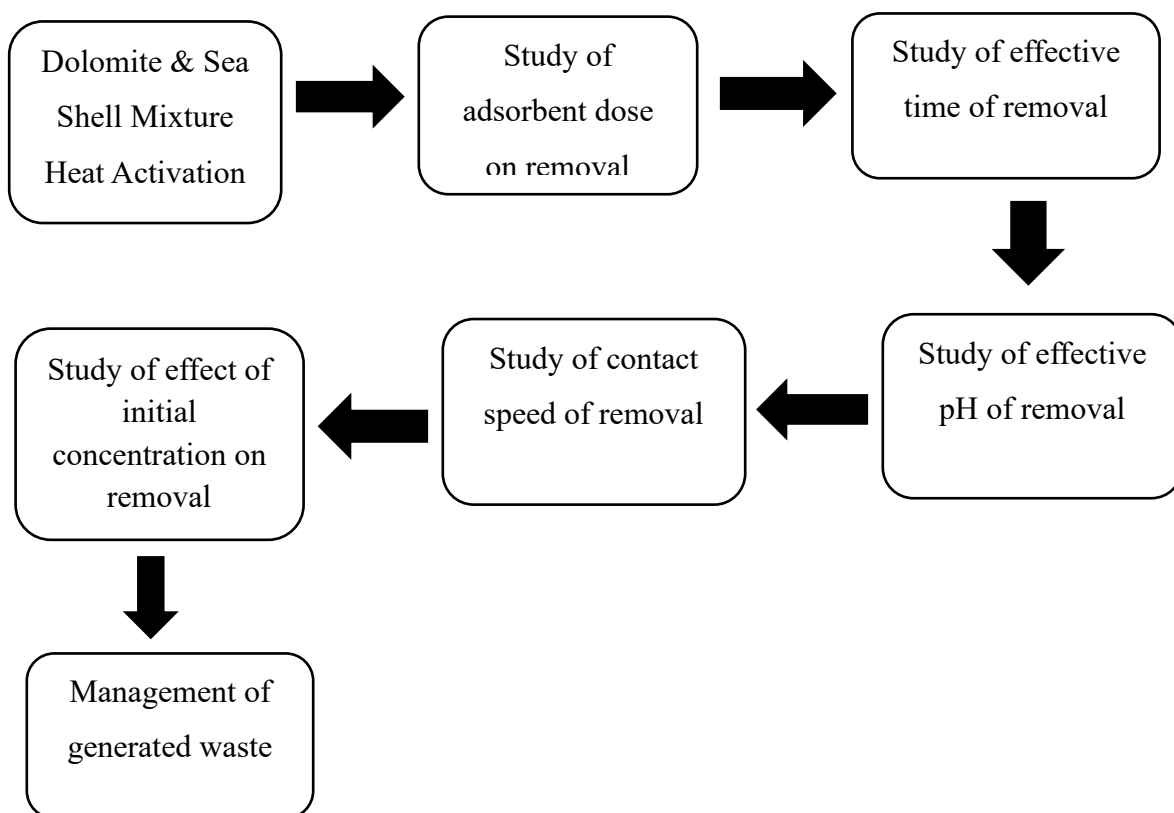 Dolomite & Sea
Shell Mixture
Heat Activation
Study of
adsorbent dose
on removal
Study of effective
time of removal
Study of effective
pH of removal
Study of contact
speed of removal
Study of effect of
initial
concentration on
removal
Management of
generated waste